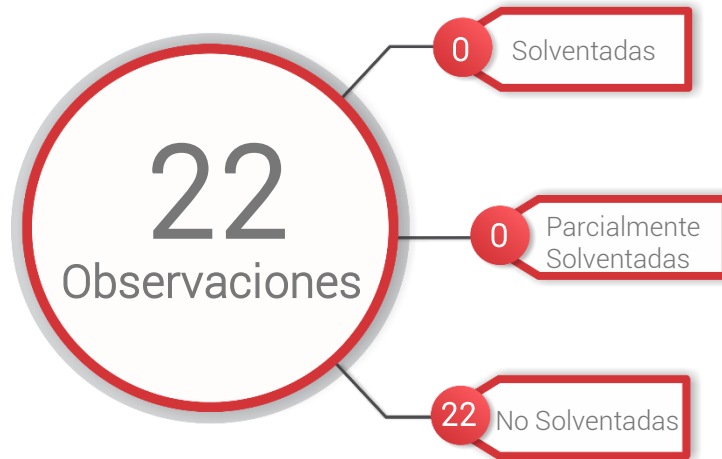 22
Observaciones
0
Solventadas
0
Parcialmente
Solventadas
22
No Solventadas